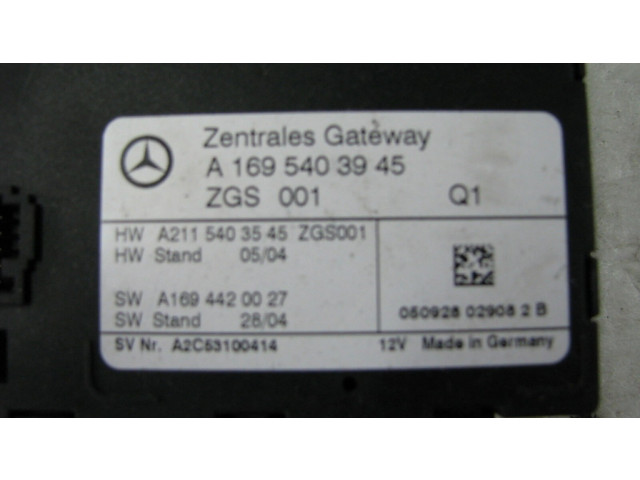 Zentrales Gateway
A 169 540 39 45
ZGS 001 Q1
HW A211 540 35 45 ZGS001
HW Stand 05/04
SW A169 442 00 27
SW Stand 28/04
050928 02908 2 B
SV Nr. A2C53100414 12V Made in Germany